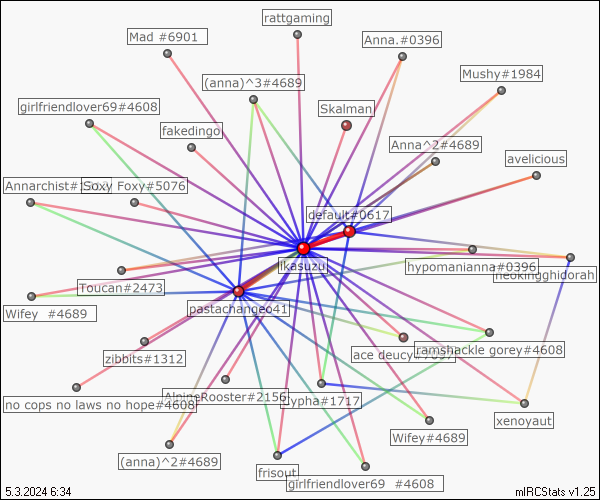 rattgaming
Mad #6901
Anna.#0396
Mushy#1984
(anna)^3#4689
girlfriendlover69#4608
Skalman
fakedingo
Anna^2#4689
avelicious
Annarchist#1
Soxy Foxy#5076
default#0617
ikasuzu
hypomanianna#0396
neokingghidorah
Toucan#2473
Wifey #4689
pastachange041
zibbits#1312
ace deucy
ramshackle gorey#4608
AlpineRooster#2156
hypha#1717
no cops no laws no hope#4608
xenoyaut
Wifey#4689
(anna)^2#4689
frisout
girlfriendlover69 #4608
5.3.2024 6:34
mIRCStats v1.25